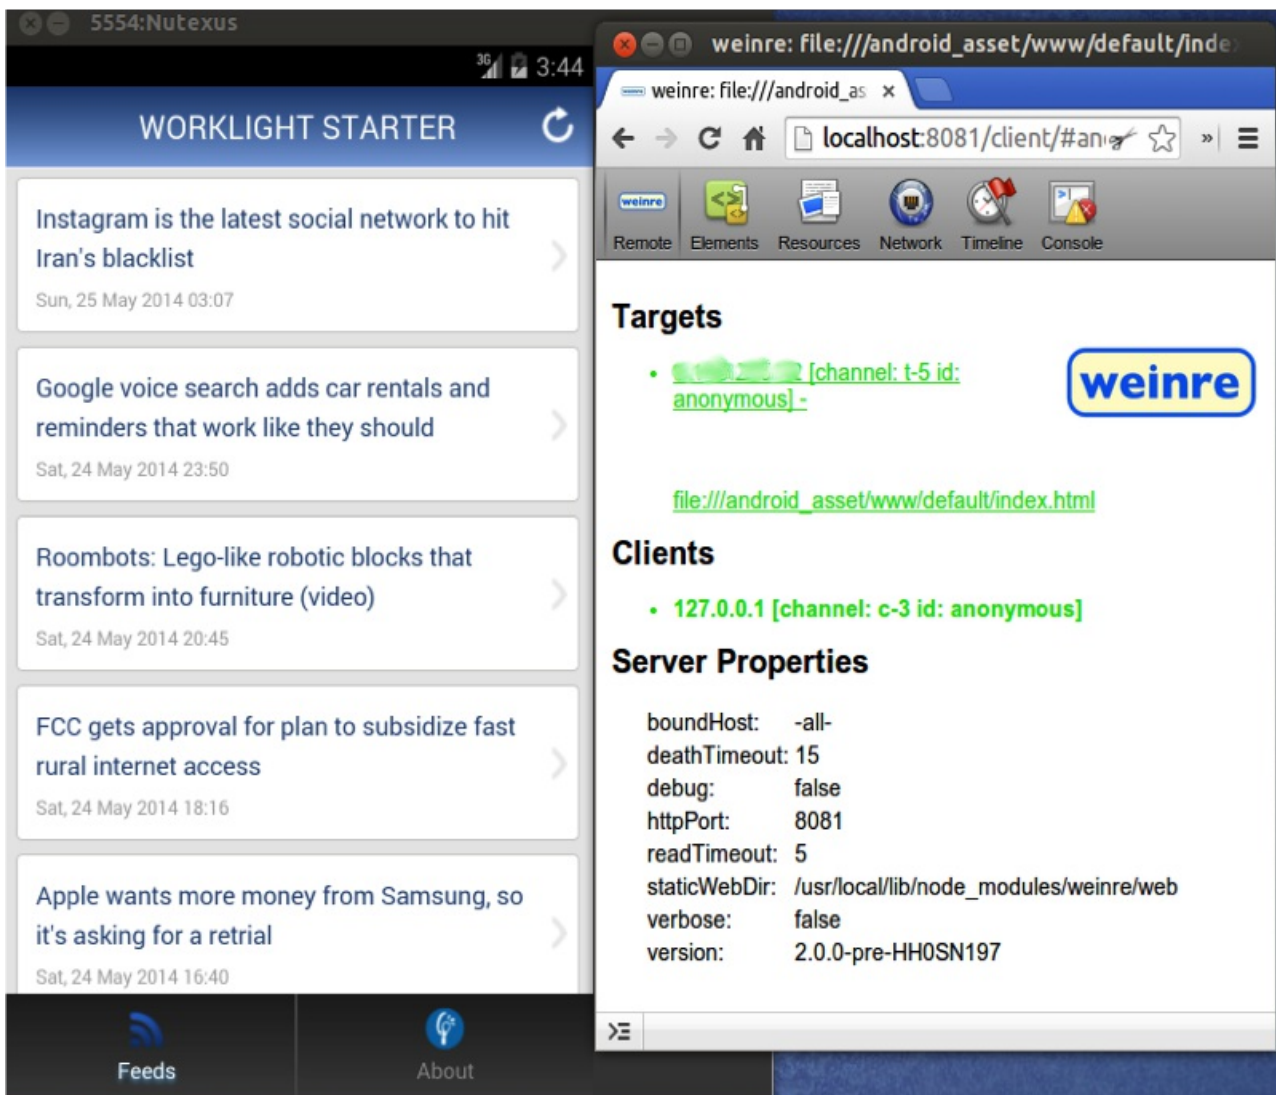 5554:Nutexus
3G
3:44
WORKLIGHT STARTER
Instagram is the latest social network to hit
Iran's blacklist
Sun, 25 May 2014 03:07
Google voice search adds car rentals and
reminders that work like they should
Sat, 24 May 2014 23:50
Roombots: Lego-like robotic blocks that
transform into furniture (video)
Sat, 24 May 2014 20:45
FCC gets approval for plan to subsidize fast
rural internet access
Sat, 24 May 2014 18:16
Apple wants more money from Samsung, so
it's asking for a retrial
Sat, 24 May 2014 16:40
Feeds
About
weinre: file:///android_asset/www/default/inde
weinre: file:///android_as
localhost:8081/client/#an
»
weinre
Remote
Elements
Resources
Network
Timeline
Console
Targets
weinre
[channel: t-5 id:
anonymous] -
file:///android_asset/www/default/index.html
Clients
• 127.0.0.1 [channel: c-3 id: anonymous]
Server Properties
boundHost: -all-
deathTimeout: 15
debug: false
httpPort: 8081
readTimeout: 5
staticWebDir: /usr/local/lib/node_modules/weinre/web
verbose: false
version: 2.0.0-pre-HH0SN197